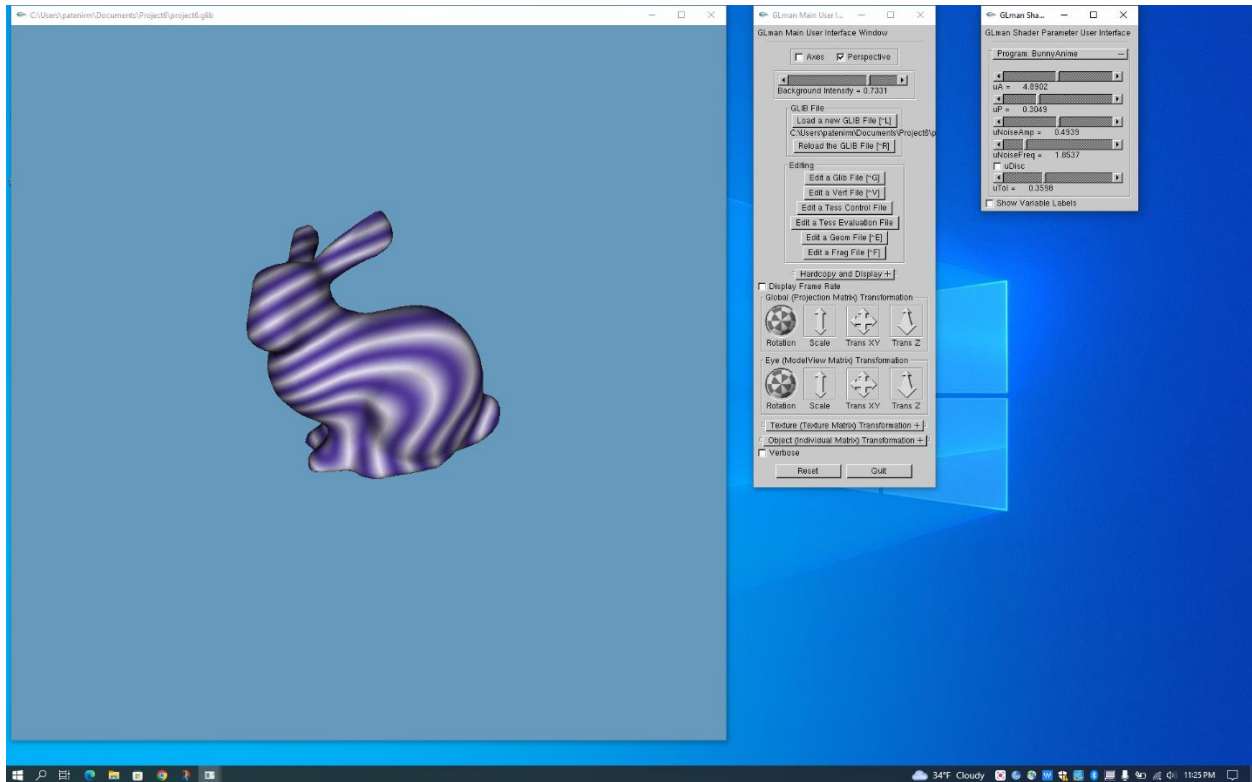 C:\Users\patenirm\Documents\Project6\project6.glib
GLman Main User I...
GLman Main User Interface Window
Axes
Perspective
Background Intensity = 0.7331
GLIB File
Load a new GLIB File [^L]
C:\Users\patenirm\Documents\Project6\p
Reload the GLIB File [^R]
Editing
Edit a Glib File [^G]
Edit a Vert File [^V]
Edit a Tess Control File
Edit a Tess Evaluation File
Edit a Geom File [^E]
Edit a Frag File [^F]
Hardcopy and Display +
Display Frame Rate
Global (Projection Matrix) Transformation
Rotation Scale Trans XY Trans Z
Eye (ModelView Matrix) Transformation
Rotation Scale Trans XY Trans Z
Texture (Texture Matrix) Transformation +
Object (Individual Matrix) Transformation +
Verbose
Reset Quit
GLman Sha...
GLman Shader Parameter User Interface
Program: BunnyAnime −
uA = 4.8902
uP = 0.3049
uNoiseAmp = 0.4939
uNoiseFreq = 1.8537
uDisc
uTol = 0.3598
Show Variable Labels
34°F Cloudy
11:25 PM